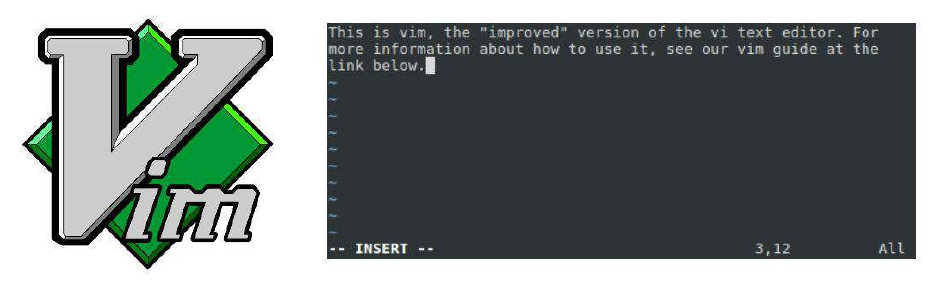 Vim
This is vim, the "improved" version of the vi text editor. For
more information about how to use it, see our vim guide at the
link below.
~
~
~
~
~
~
~
~
~
~
-- INSERT -- 3,12 All